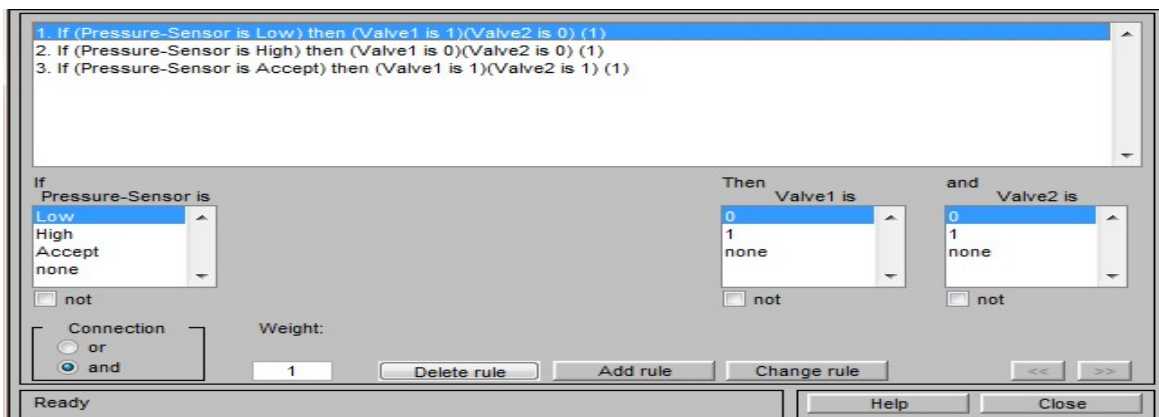 1. If (Pressure-Sensor is Low) then (Valve1 is 1)(Valve2 is 0) (1)
2. If (Pressure-Sensor is High) then (Valve1 is 0)(Valve2 is 0) (1)
3. If (Pressure-Sensor is Accept) then (Valve1 is 1)(Valve2 is 1) (1)
If Then and
Pressure-Sensor is Valve1 is Valve2 is
Low 0 0
High 1 1
Accept none none
none
not not not
Connection Weight:
or
and 1 Delete rule Add rule Change rule << >>
Ready Help Close